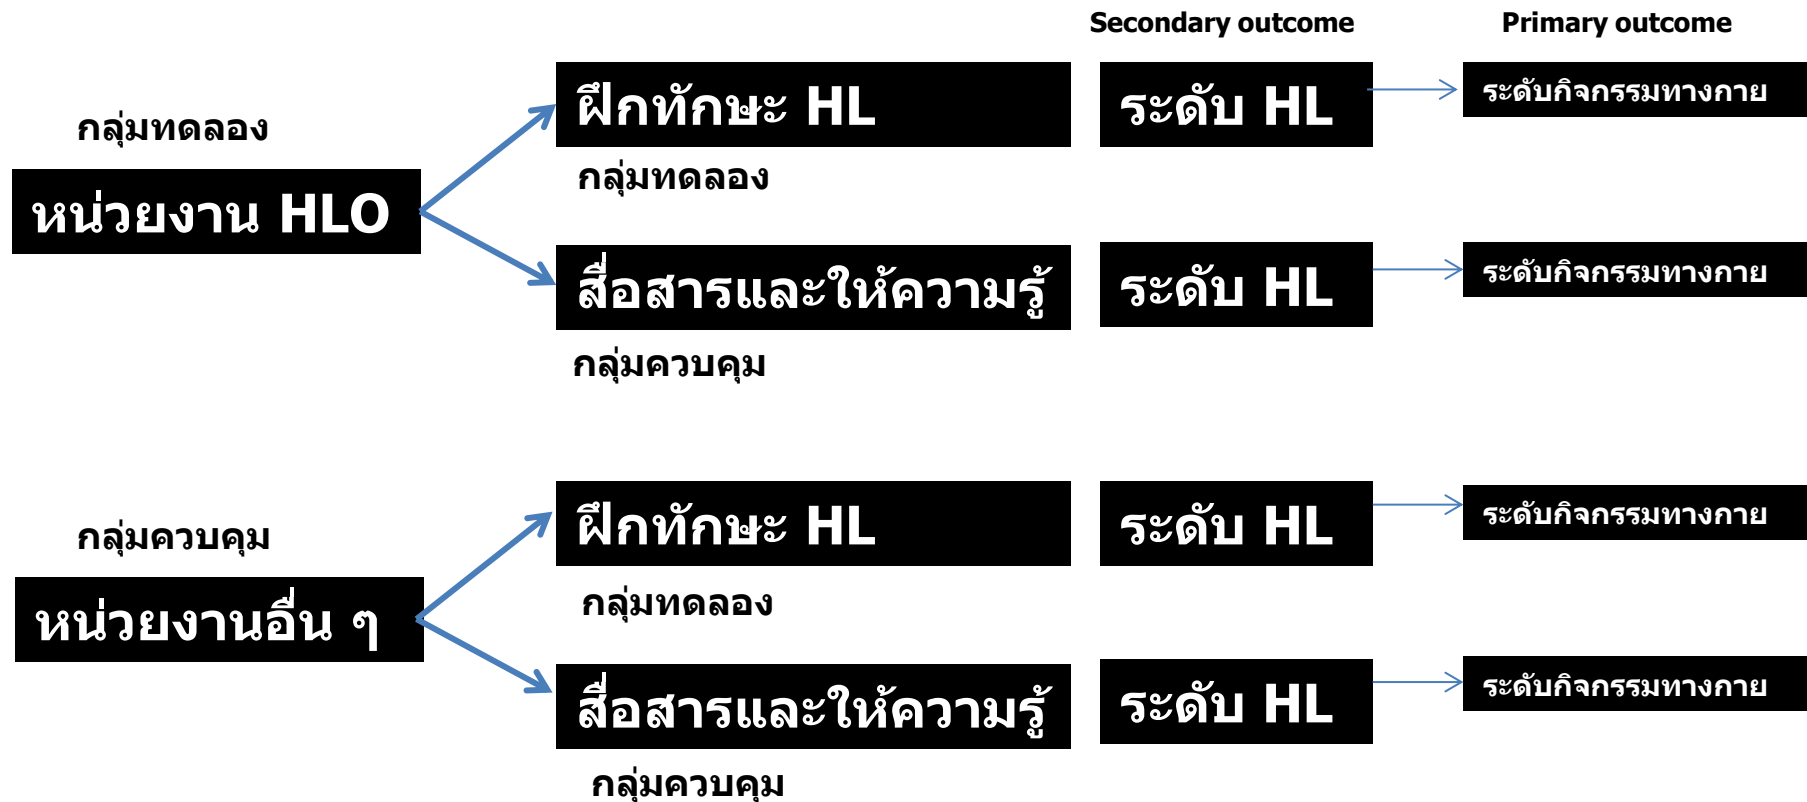 Secondary outcome
Primary outcome
กลุ่มทดลอง
หน่วยงาน HLO
ฝึกทักษะ HL
กลุ่มทดลอง
ระดับ HL
ระดับกิจกรรมทางกาย
สื่อสารและให้ความรู้
กลุ่มควบคุม
ระดับ HL
ระดับกิจกรรมทางกาย
กลุ่มควบคุม
หน่วยงานอื่น ๆ
ฝึกทักษะ HL
กลุ่มทดลอง
ระดับ HL
ระดับกิจกรรมทางกาย
สื่อสารและให้ความรู้
กลุ่มควบคุม
ระดับ HL
ระดับกิจกรรมทางกาย